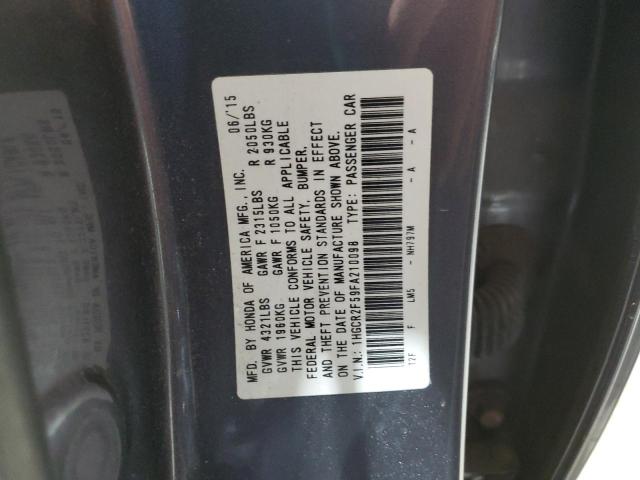 MFD. BY HONDA OF AMERICA MFG., INC. 06/'15
GVWR 4321LBS GAWR F 2315LBS R 2050LBS
GVWR 1960KG GAWR F 1050KG R 930KG
THIS VEHICLE CONFORMS TO ALL APPLICABLE
FEDERAL MOTOR VEHICLE SAFETY, BUMPER,
AND THEFT PREVENTION STANDARDS IN EFFECT
ON THE DATE OF MANUFACTURE SHOWN ABOVE.
V.I.N.: 1HGCR2F59FA210098 TYPE: PASSENGER CAR
T2F F LM5 - NH797M - A - A